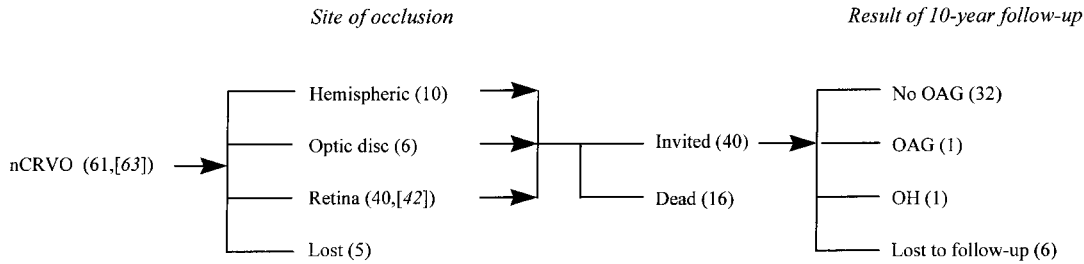 Site of occlusion
Result of 10-year follow-up
Hemispheric (10)
No OAG (32)
Optic disc (6)
Invited (40)
OAG (1)
nCRVO (61,[63])
Retina (40,[42])
Dead (16)
OH (1)
Lost (5)
Lost to follow-up (6)